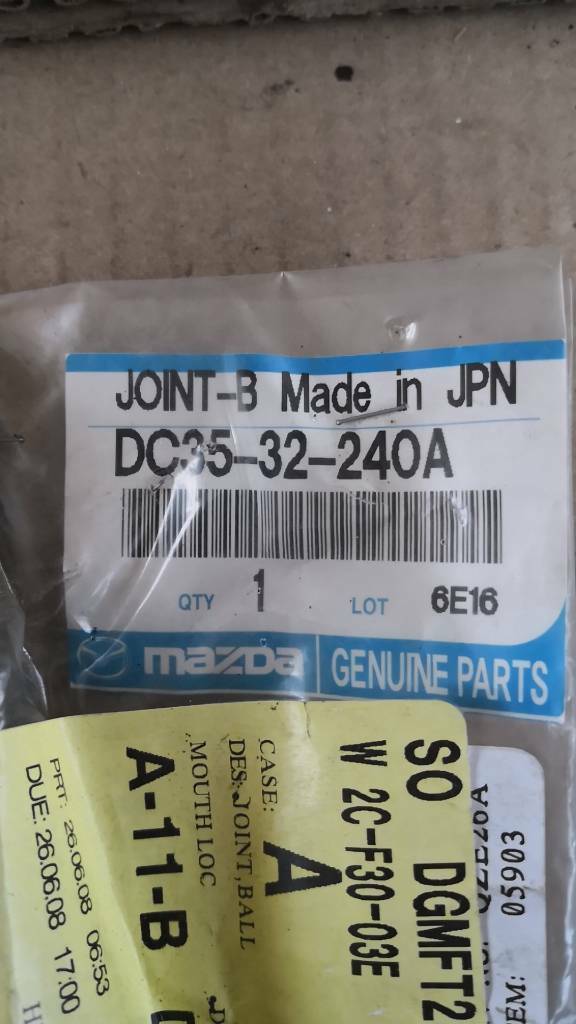 JOINT-B Made in JPN
DC35-32-240A
QTY 1 LOT 6E16
mazda GENUINE PARTS
SO DGMFT2
W 2C-F30-03E
CASE: A
DES: JOINT, BALL
MOUTH LOC
A-11-B
PRT: 26.06.08 06:53
DUE: 26.06.08 17:00
05903